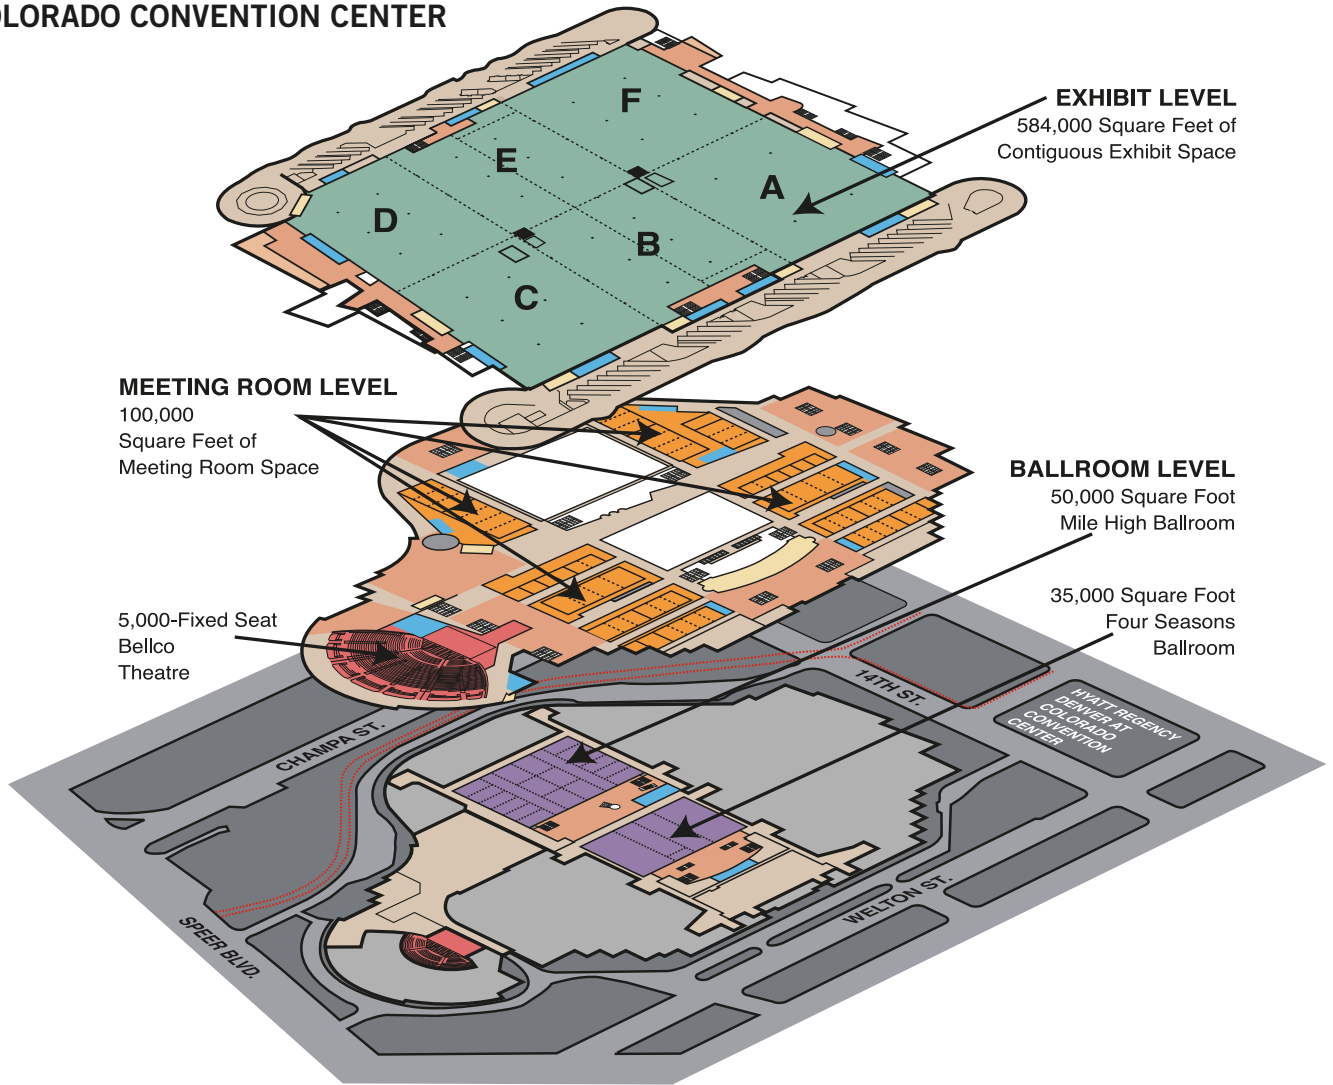 OLORADO CONVENTION CENTER
F
E
A
D
B
C
EXHIBIT LEVEL
584,000 Square Feet of
Contiguous Exhibit Space
MEETING ROOM LEVEL
100,000
Square Feet of
Meeting Room Space
BALLROOM LEVEL
50,000 Square Foot
Mile High Ballroom
35,000 Square Foot
Four Seasons
Ballroom
5,000-Fixed Seat
Bellco
Theatre
14TH ST.
HYATT REGENCY
DENVER AT
COLORADO
CONVENTION
CENTER
CHAMPA ST.
WELTON ST.
SPEER BLVD.